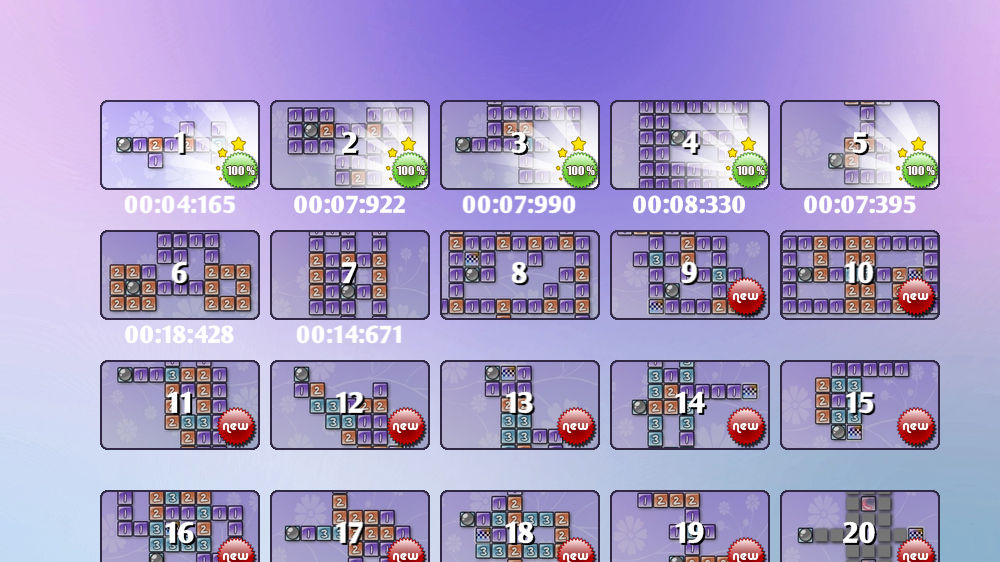 1 2 3 4 5
100 % 100 % 100 % 100 % 100 %
00:04:165 00:07:922 00:07:990 00:08:330 00:07:395
6 7 8 9 10
new new
00:18:428 00:14:671
11 12 13 14 15
new new new new new
16 17 18 19 20
new new new new new